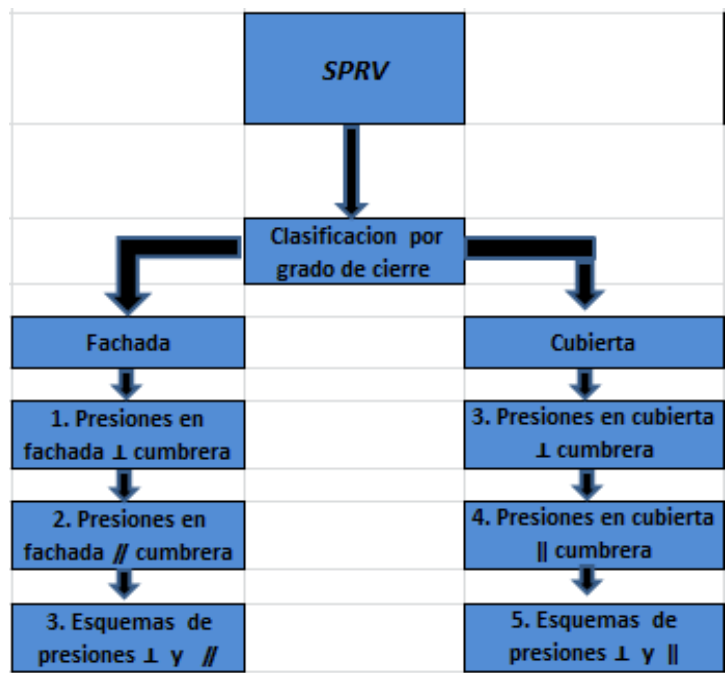 SPRV
Clasificacion por
grado de cierre
Fachada
Cubierta
1. Presiones en
fachada ⊥ cumbrera
3. Presiones en cubierta
⊥ cumbrera
2. Presiones en
fachada // cumbrera
4. Presiones en cubierta
|| cumbrera
3. Esquemas de
presiones ⊥ y //
5. Esquemas de
presiones ⊥ y ||